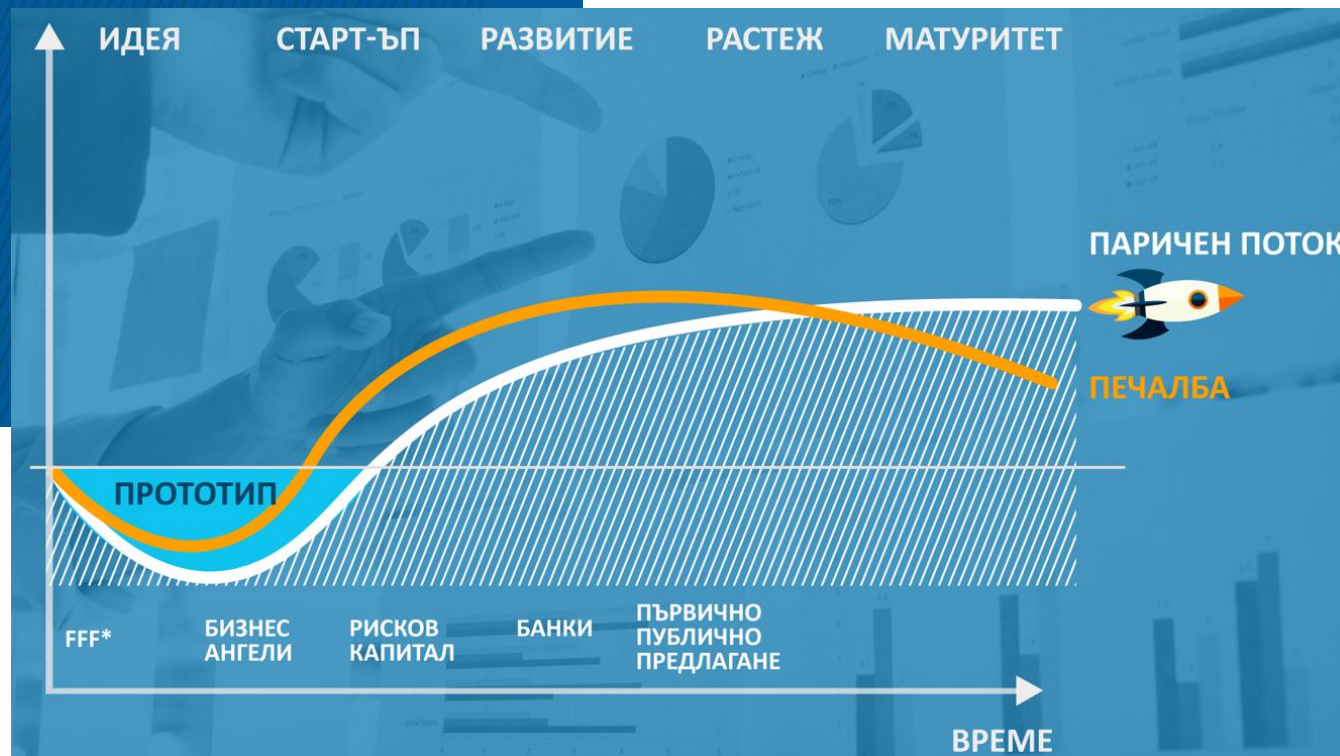 ИДЕЯ
СТАРТ-ЪП
РАЗВИТИЕ
РАСТЕЖ
МАТУРИТЕТ
ПАРИЧЕН ПОТОК
ПЕЧАЛБА
ПРОТОТИП
FFF*
БИЗНЕС
АНГЕЛИ
РИСКОВ
КАПИТАЛ
БАНКИ
ПЪРВИЧНО
ПУБЛИЧНО
ПРЕДЛАГАНЕ
ВРЕМЕ